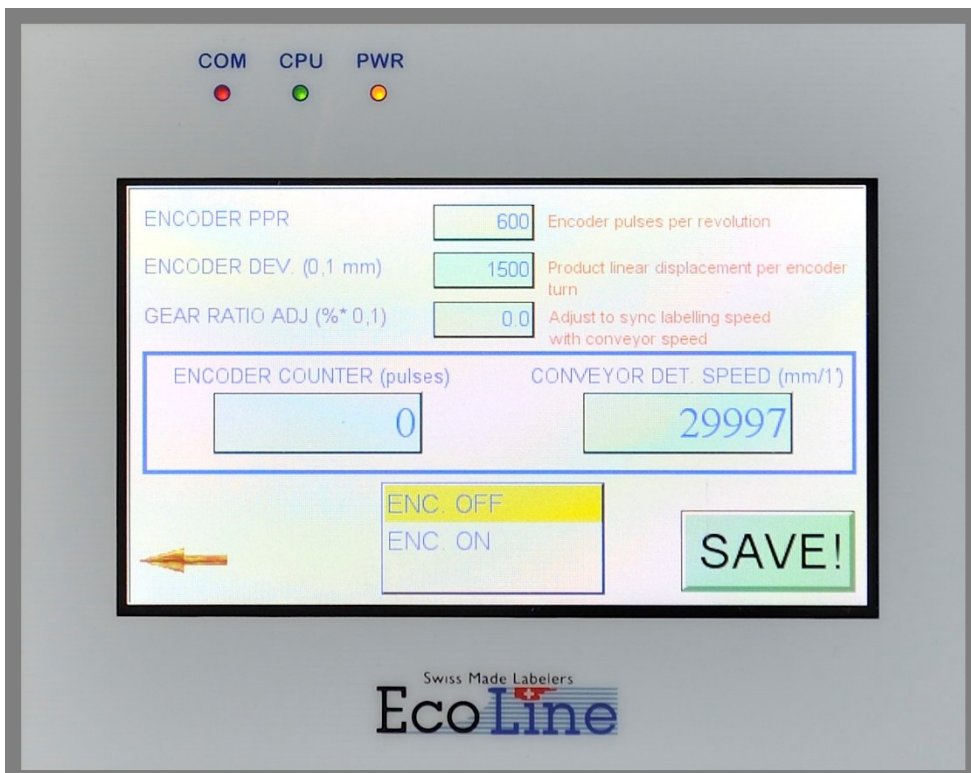 COM CPU PWR
ENCODER PPR 600 Encoder pulses per revolution
ENCODER DEV. (0,1 mm) 1500 Product linear displacement per encoder
turn
GEAR RATIO ADJ (%* 0,1) 0.0 Adjust to sync labelling speed
with conveyor speed
ENCODER COUNTER (pulses) CONVEYOR DET. SPEED (mm/1')
0 29997
ENC. OFF
ENC. ON
SAVE!
Swiss Made Labelers
EcoLine